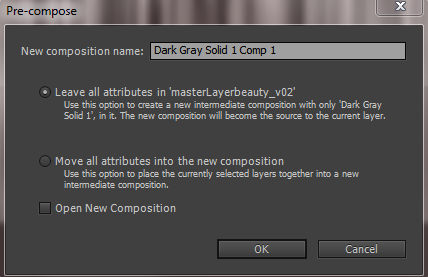 Pre-compose
New composition name: Dark Gray Solid 1 Comp 1
Leave all attributes in 'masterLayerbeauty_v02'
Use this option to create a new intermediate composition with only 'Dark Gray
Solid 1', in it. The new composition will become the source to the current layer.
Move all attributes into the new composition
Use this option to place the currently selected layers together into a new
intermediate composition.
Open New Composition
OK Cancel